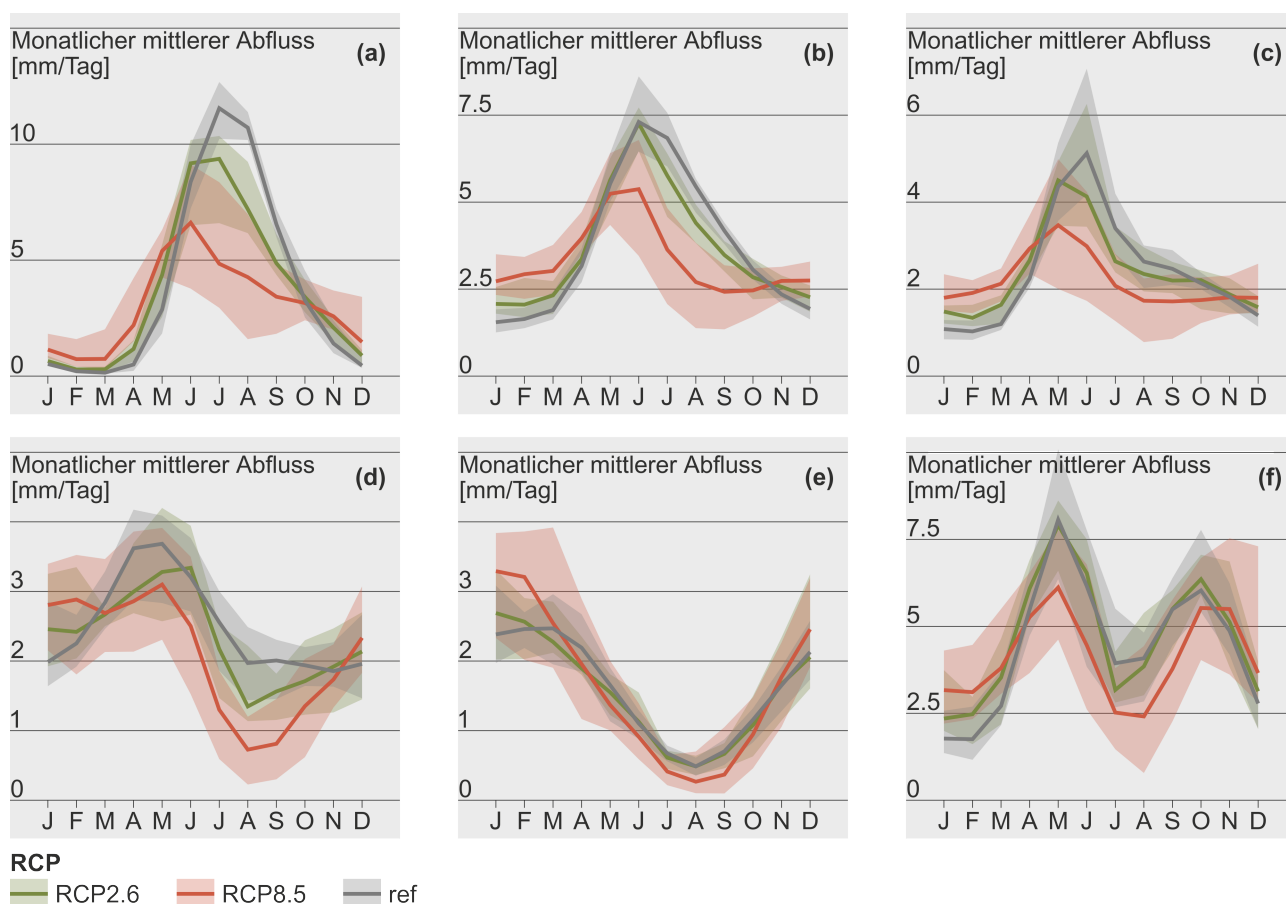 Monatlicher mittlerer Abfluss (a)
[mm/Tag]
10
5
0
J F M A M J J A S O N D
Monatlicher mittlerer Abfluss (b)
[mm/Tag]
7.5
5
2.5
0
J F M A M J J A S O N D
Monatlicher mittlerer Abfluss (c)
[mm/Tag]
6
4
2
0
J F M A M J J A S O N D
Monatlicher mittlerer Abfluss (d)
[mm/Tag]
3
2
1
0
J F M A M J J A S O N D
Monatlicher mittlerer Abfluss (e)
[mm/Tag]
3
2
1
0
J F M A M J J A S O N D
Monatlicher mittlerer Abfluss (f)
[mm/Tag]
7.5
5
2.5
0
J F M A M J J A S O N D
RCP
RCP2.6 RCP8.5 ref